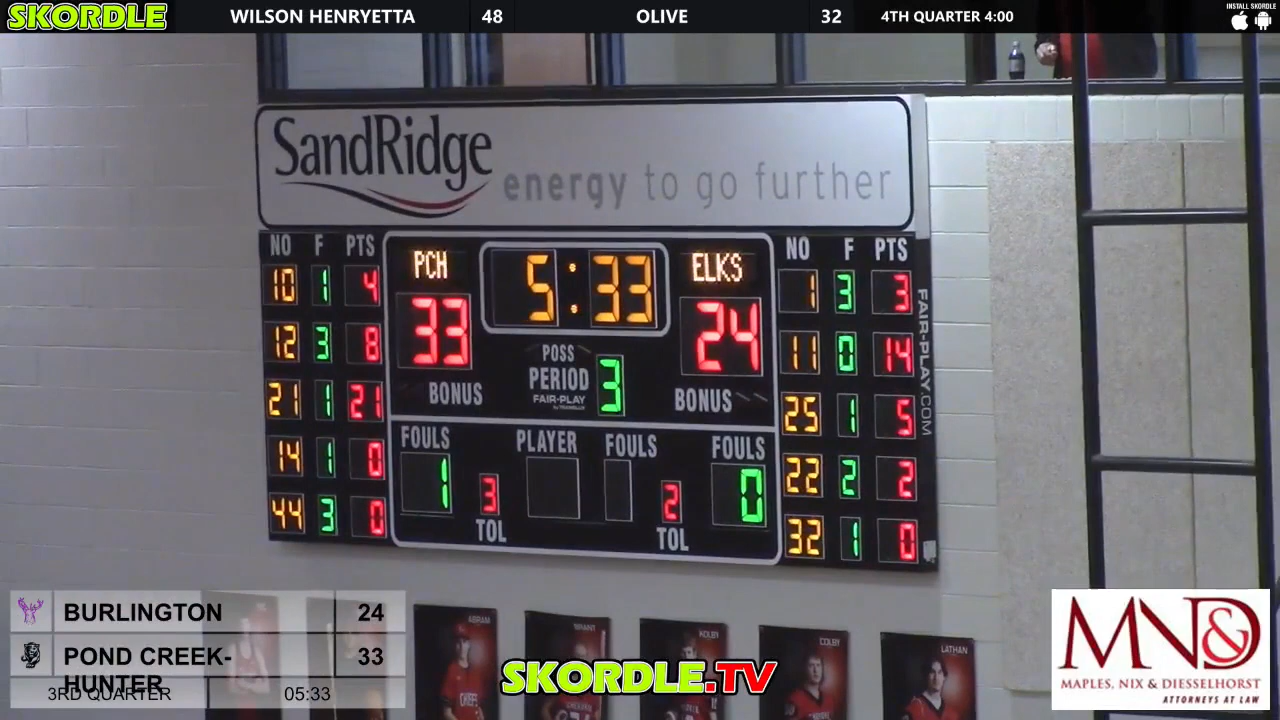 SKORDLE WILSON HENRYETTA 48 OLIVE 32 4TH QUARTER 4:00 INSTALL SKORDLE
SandRidge
energy to go further
NO F PTS
10 1 4
12 3 8
21 1 21
14 1 0
44 3 0
PCH 5:33 ELKS
33 24
POSS
PERIOD 3
FAIR-PLAY
BONUS BONUS
FOULS PLAYER FOULS FOULS
1 3 2 0
TOL TOL
NO F PTS
1 3 3
11 0 14
25 1 5
22 2 2
32 1 0
FAIR-PLAY.COM
BURLINGTON 24
POND CREEK-HUNTER 33
3RD QUARTER 05:33
ABRAM
KOLBY
COLBY
LATHAN
SKORDLE.TV
MN&D
MAPLES, NIX & DIESSELHORST
ATTORNEYS AT LAW